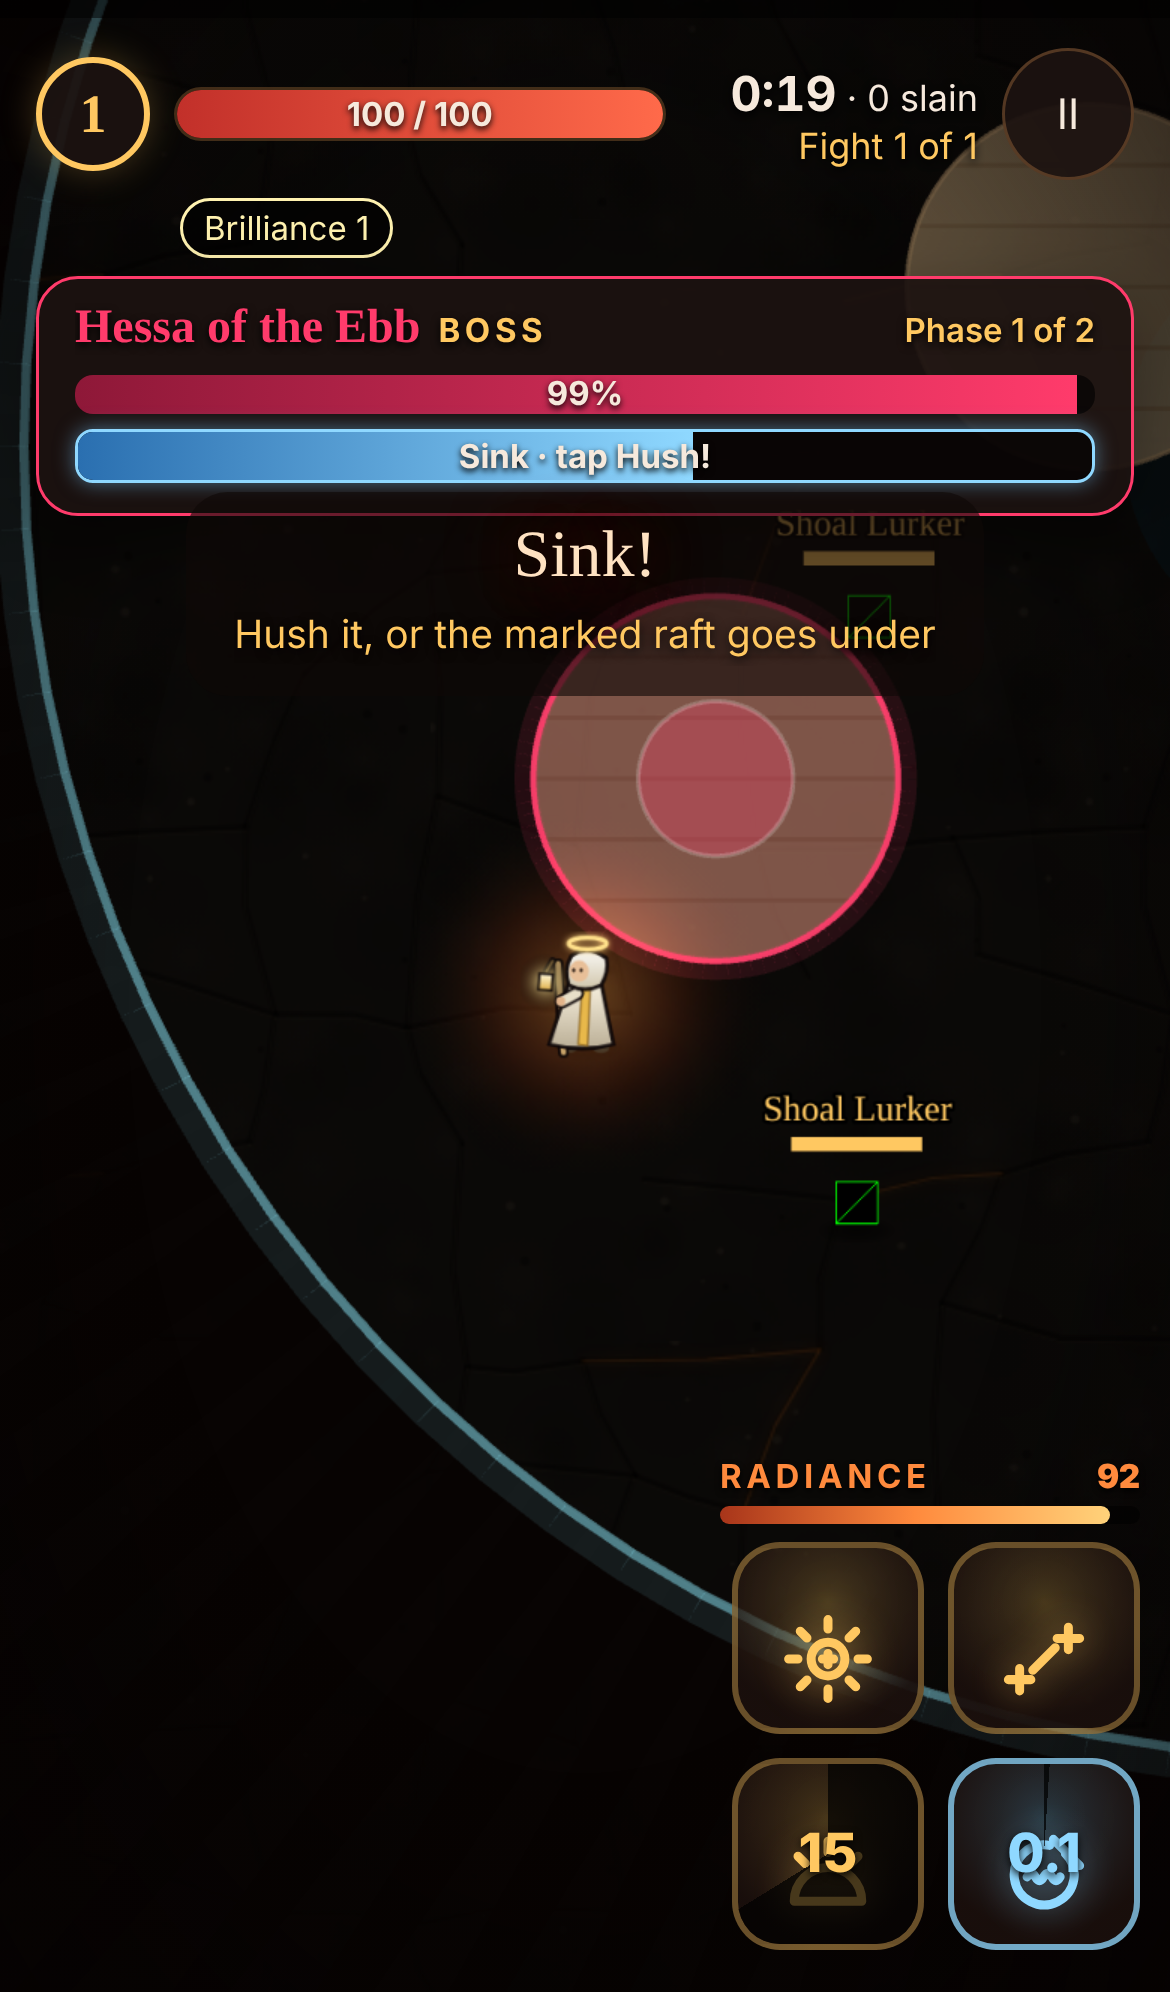 1
100 / 100
0:19 · 0 slain
Fight 1 of 1
Brilliance 1
Hessa of the Ebb BOSS
Phase 1 of 2
99%
Sink · tap Hush!
Shoal Lurker
Sink!
Hush it, or the marked raft goes under
Shoal Lurker
RADIANCE 92
15
0.1